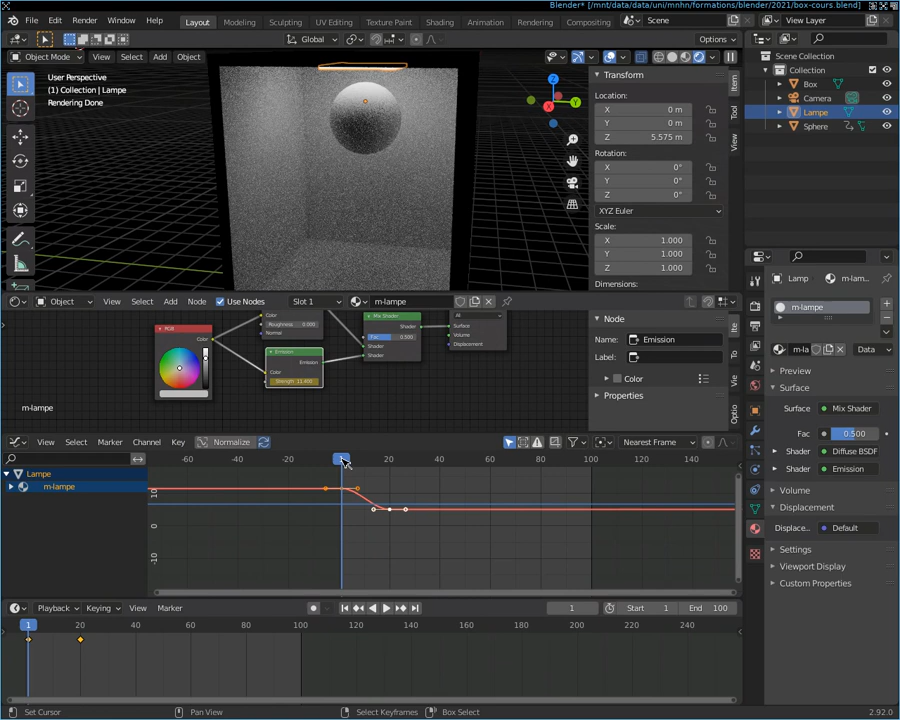 Blender* [/mnt/data/data/uni/mnhn/formations/blender/2021/box-cours.blend]
File Edit Render Window Help Layout Modeling Sculpting UV Editing Texture Paint Shading Animation Rendering Compositing Scene View Layer
Global Options
Object Mode View Select Add Object
User Perspective
(1) Collection | Lampe
Rendering Done
Z
Y
X
Transform
Location:
X 0 m
Y 0 m
Z 5.575 m
Rotation:
X 0°
Y 0°
Z 0°
XYZ Euler
Scale:
X 1.000
Y 1.000
Z 1.000
Dimensions:
Item
Tool
View
Scene Collection
Collection
Box
Camera
Lampe
Sphere
Object View Select Add Node Use Nodes Slot 1 m-lampe
RGB
Color
Color
Roughness 0.000
Normal
Emission
Emission
Color
Strength 11.400
Mix Shader
Shader
Fac 0.500
Shader
Shader
All
Surface
Volume
Displacement
m-lampe
Node
Name: Emission
Label:
Color
Properties
Ite
To
Vie
Optio
Lamp m-lam...
m-lampe
m-la Data
Preview
Surface
Surface Mix Shader
Fac 0.500
Shader Diffuse BSDF
Shader Emission
Volume
Displacement
Displace... Default
Settings
Viewport Display
Custom Properties
View Select Marker Channel Key Normalize Nearest Frame
-60 -20 1 20 40 60 80 100 120 140
Lampe
m-lampe
10
0
-10
Playback Keying View Marker 1 Start 1 End 100
1 20 40 60 80 100 120 140 160 180 200 220 240
Set Cursor Pan View Select Keyframes Box Select 2.92.0